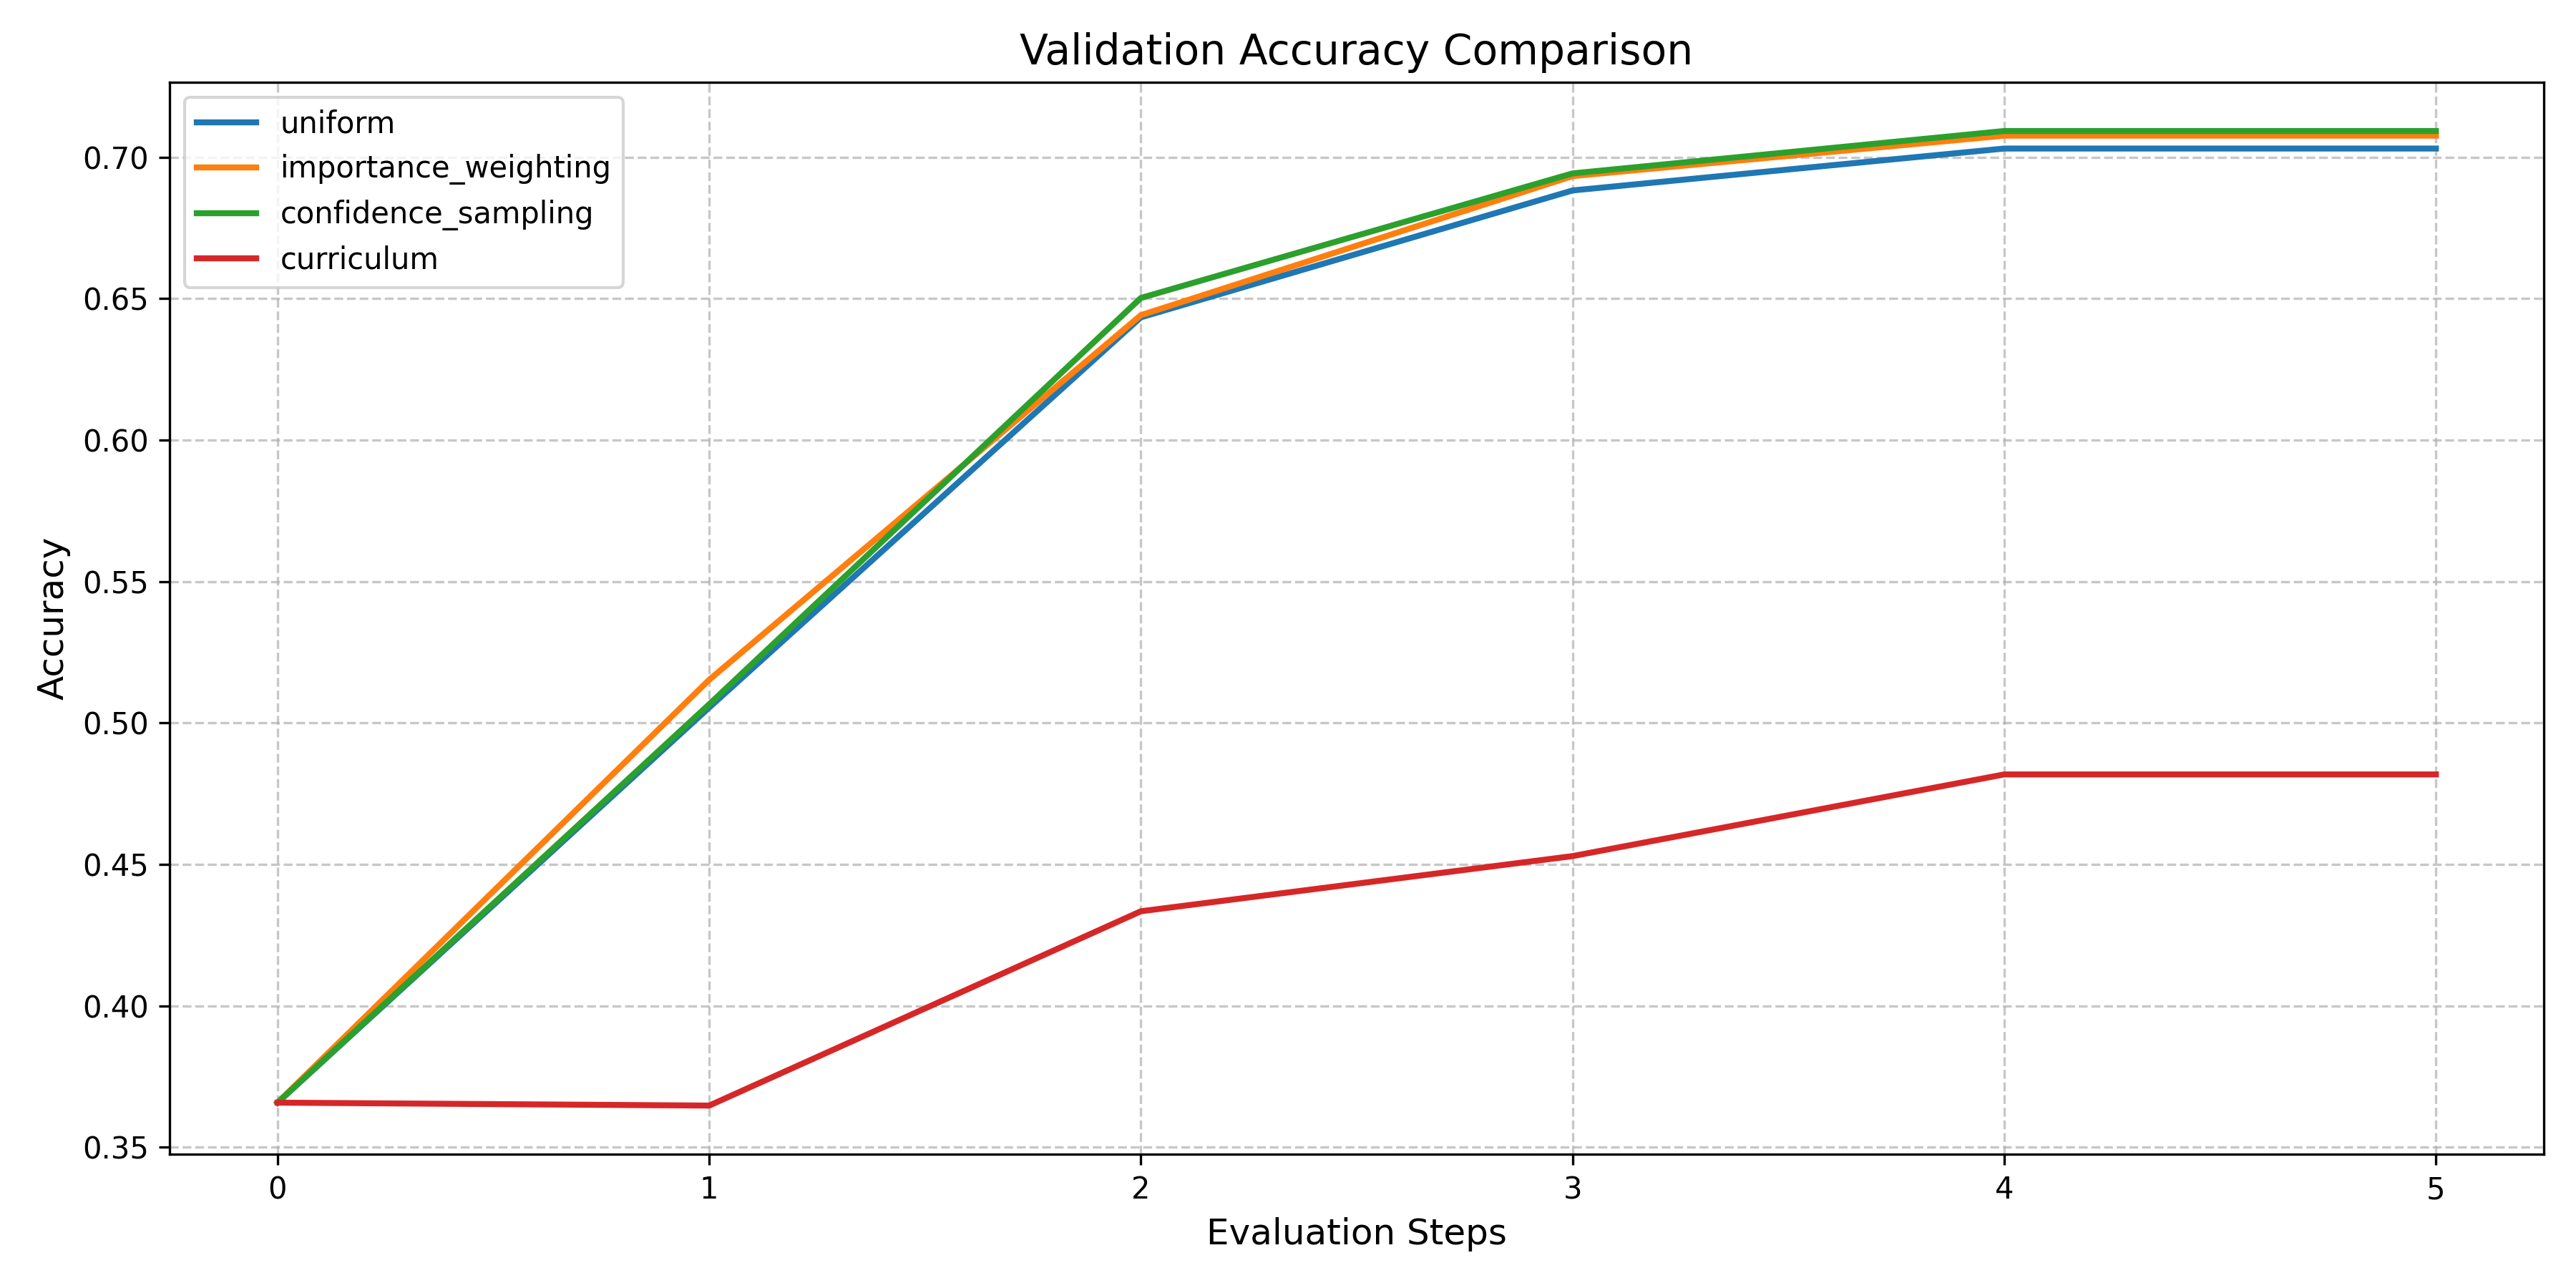 Validation Accuracy Comparison
uniform
importance_weighting
confidence_sampling
curriculum
Accuracy
0.70
0.65
0.60
0.55
0.50
0.45
0.40
0.35
0 1 2 3 4 5
Evaluation Steps